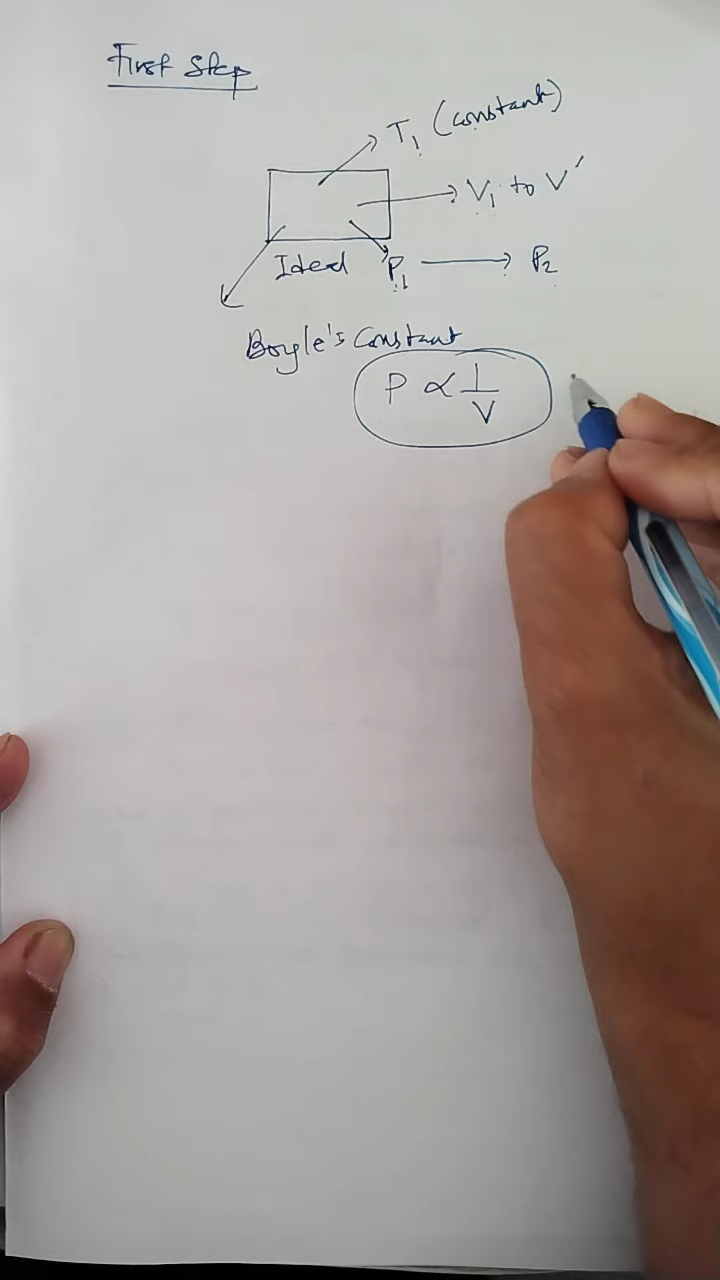 First Step
T₁ (constant)
V₁ to V′
Ideal P₁ → P₂
Boyle's Constant
P ∝ 1/V